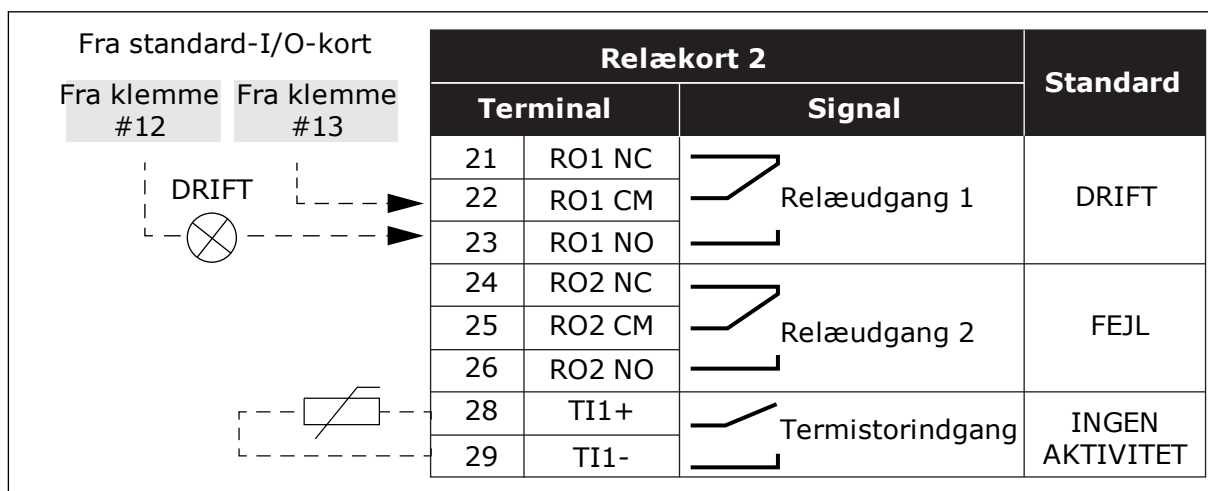 Fra standard-I/O-kort
Fra klemme #12
Fra klemme #13
DRIFT
Relækort 2
Standard
Terminal
Signal
21 RO1 NC
22 RO1 CM
23 RO1 NO
Relæudgang 1
DRIFT
24 RO2 NC
25 RO2 CM
26 RO2 NO
Relæudgang 2
FEJL
28 TI1+
29 TI1-
Termistorindgang
INGEN
AKTIVITET